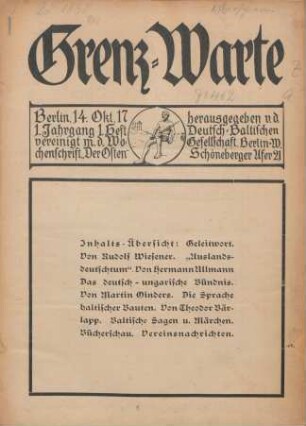 Grenz=Warte
Berlin, 14. Okt. 17
1. Jahrgang 1. Heft
vereinigt m. d. Wo
chenschrift „Der Osten“
herausgegeben v. d.
Deutsch-Baltischen
Gesellschaft. Berlin-W.
Schöneberger Ufer 21
Inhalts-Übersicht: Geleitwort.
Von Rudolf Wiesener. „Auslands-
deutschtum“. Von Hermann Ullmann
Das deutsch-ungarische Bündnis.
Von Martin Ginders. Die Sprache
baltischer Bauten. Von Theodor Bär-
lapp. Baltische Sagen u. Märchen.
Bücherschau. Vereinsnachrichten.